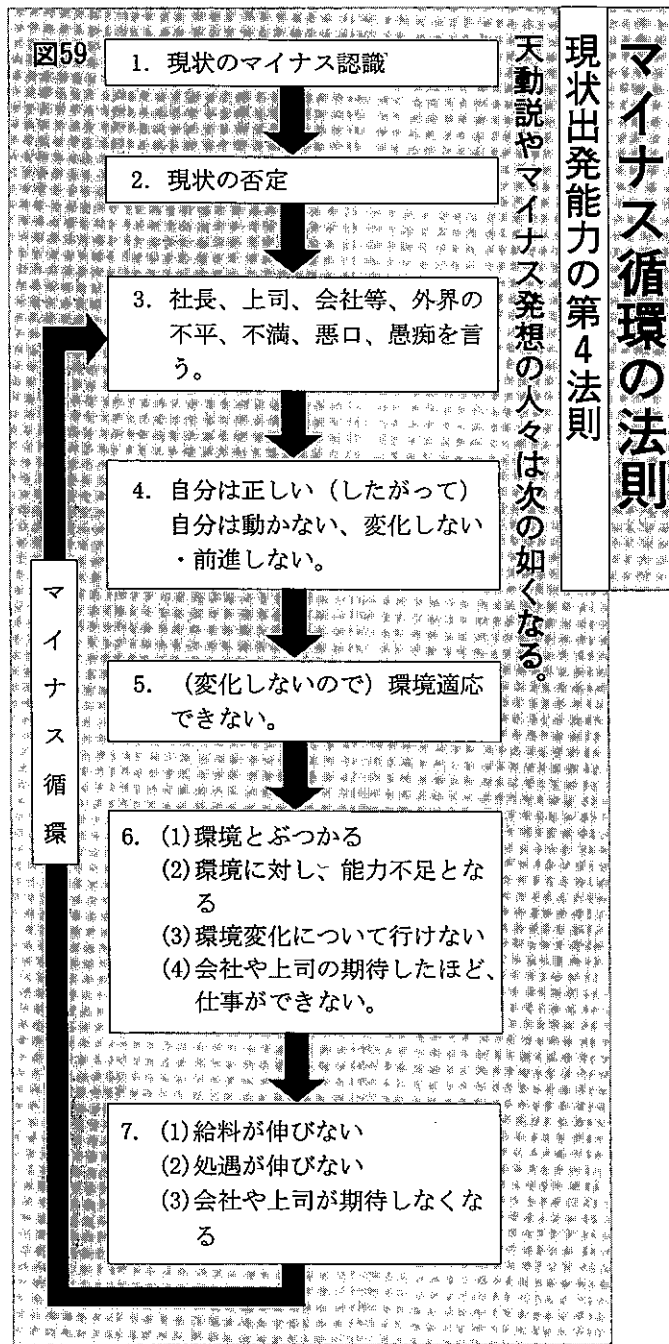 マイナス循環の法則
現状出発能力の第4法則
天動説やマイナス発想の人々は次の如くなる。
図59
1. 現状のマイナス認識
2. 現状の否定
3. 社長、上司、会社等、外界の
不平、不満、悪口、愚痴を言
う。
4. 自分は正しい（したがって）
自分は動かない、変化しない
・前進しない。
5. （変化しないので）環境適応
できない。
6. (1)環境とぶつかる
(2)環境に対し、能力不足とな
る
(3)環境変化について行けない
(4)会社や上司の期待したほど、
仕事ができない。
7. (1)給料が伸びない
(2)処遇が伸びない
(3)会社や上司が期待しなくな
る
マイナス循環